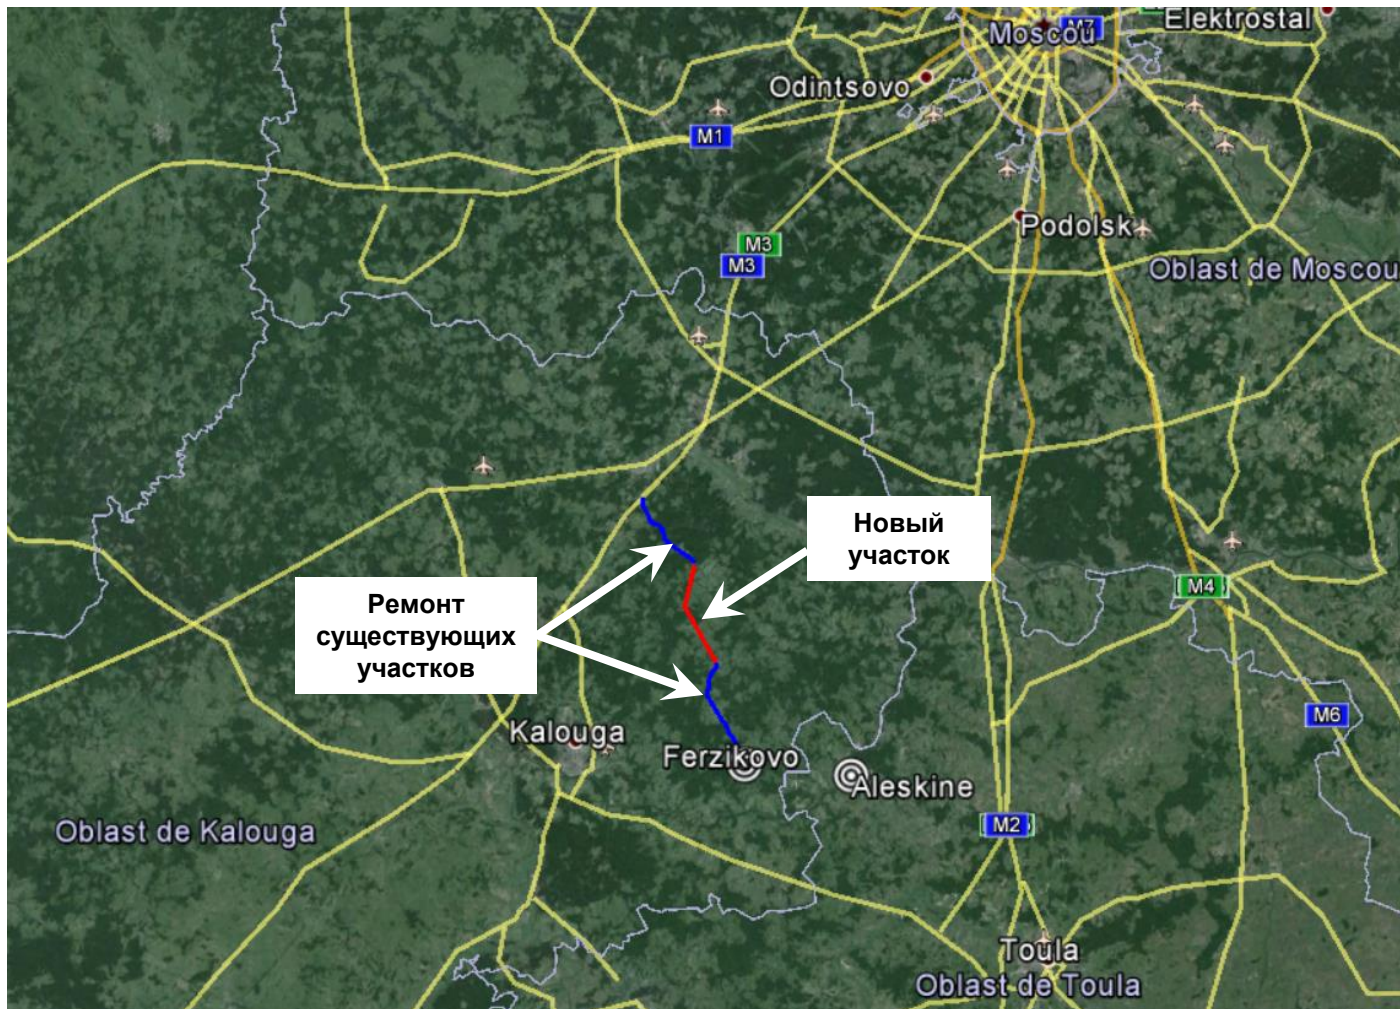 Elektrostal
M7
Moscou
Odintsovo
M1
Podolsk
M3
M3
Oblast de Moscou
Новый
участок
M4
Ремонт
существующих
участков
M6
Kalouga
Ferzikovo
Aleskine
M2
Oblast de Kalouga
Toula
Oblast de Toula